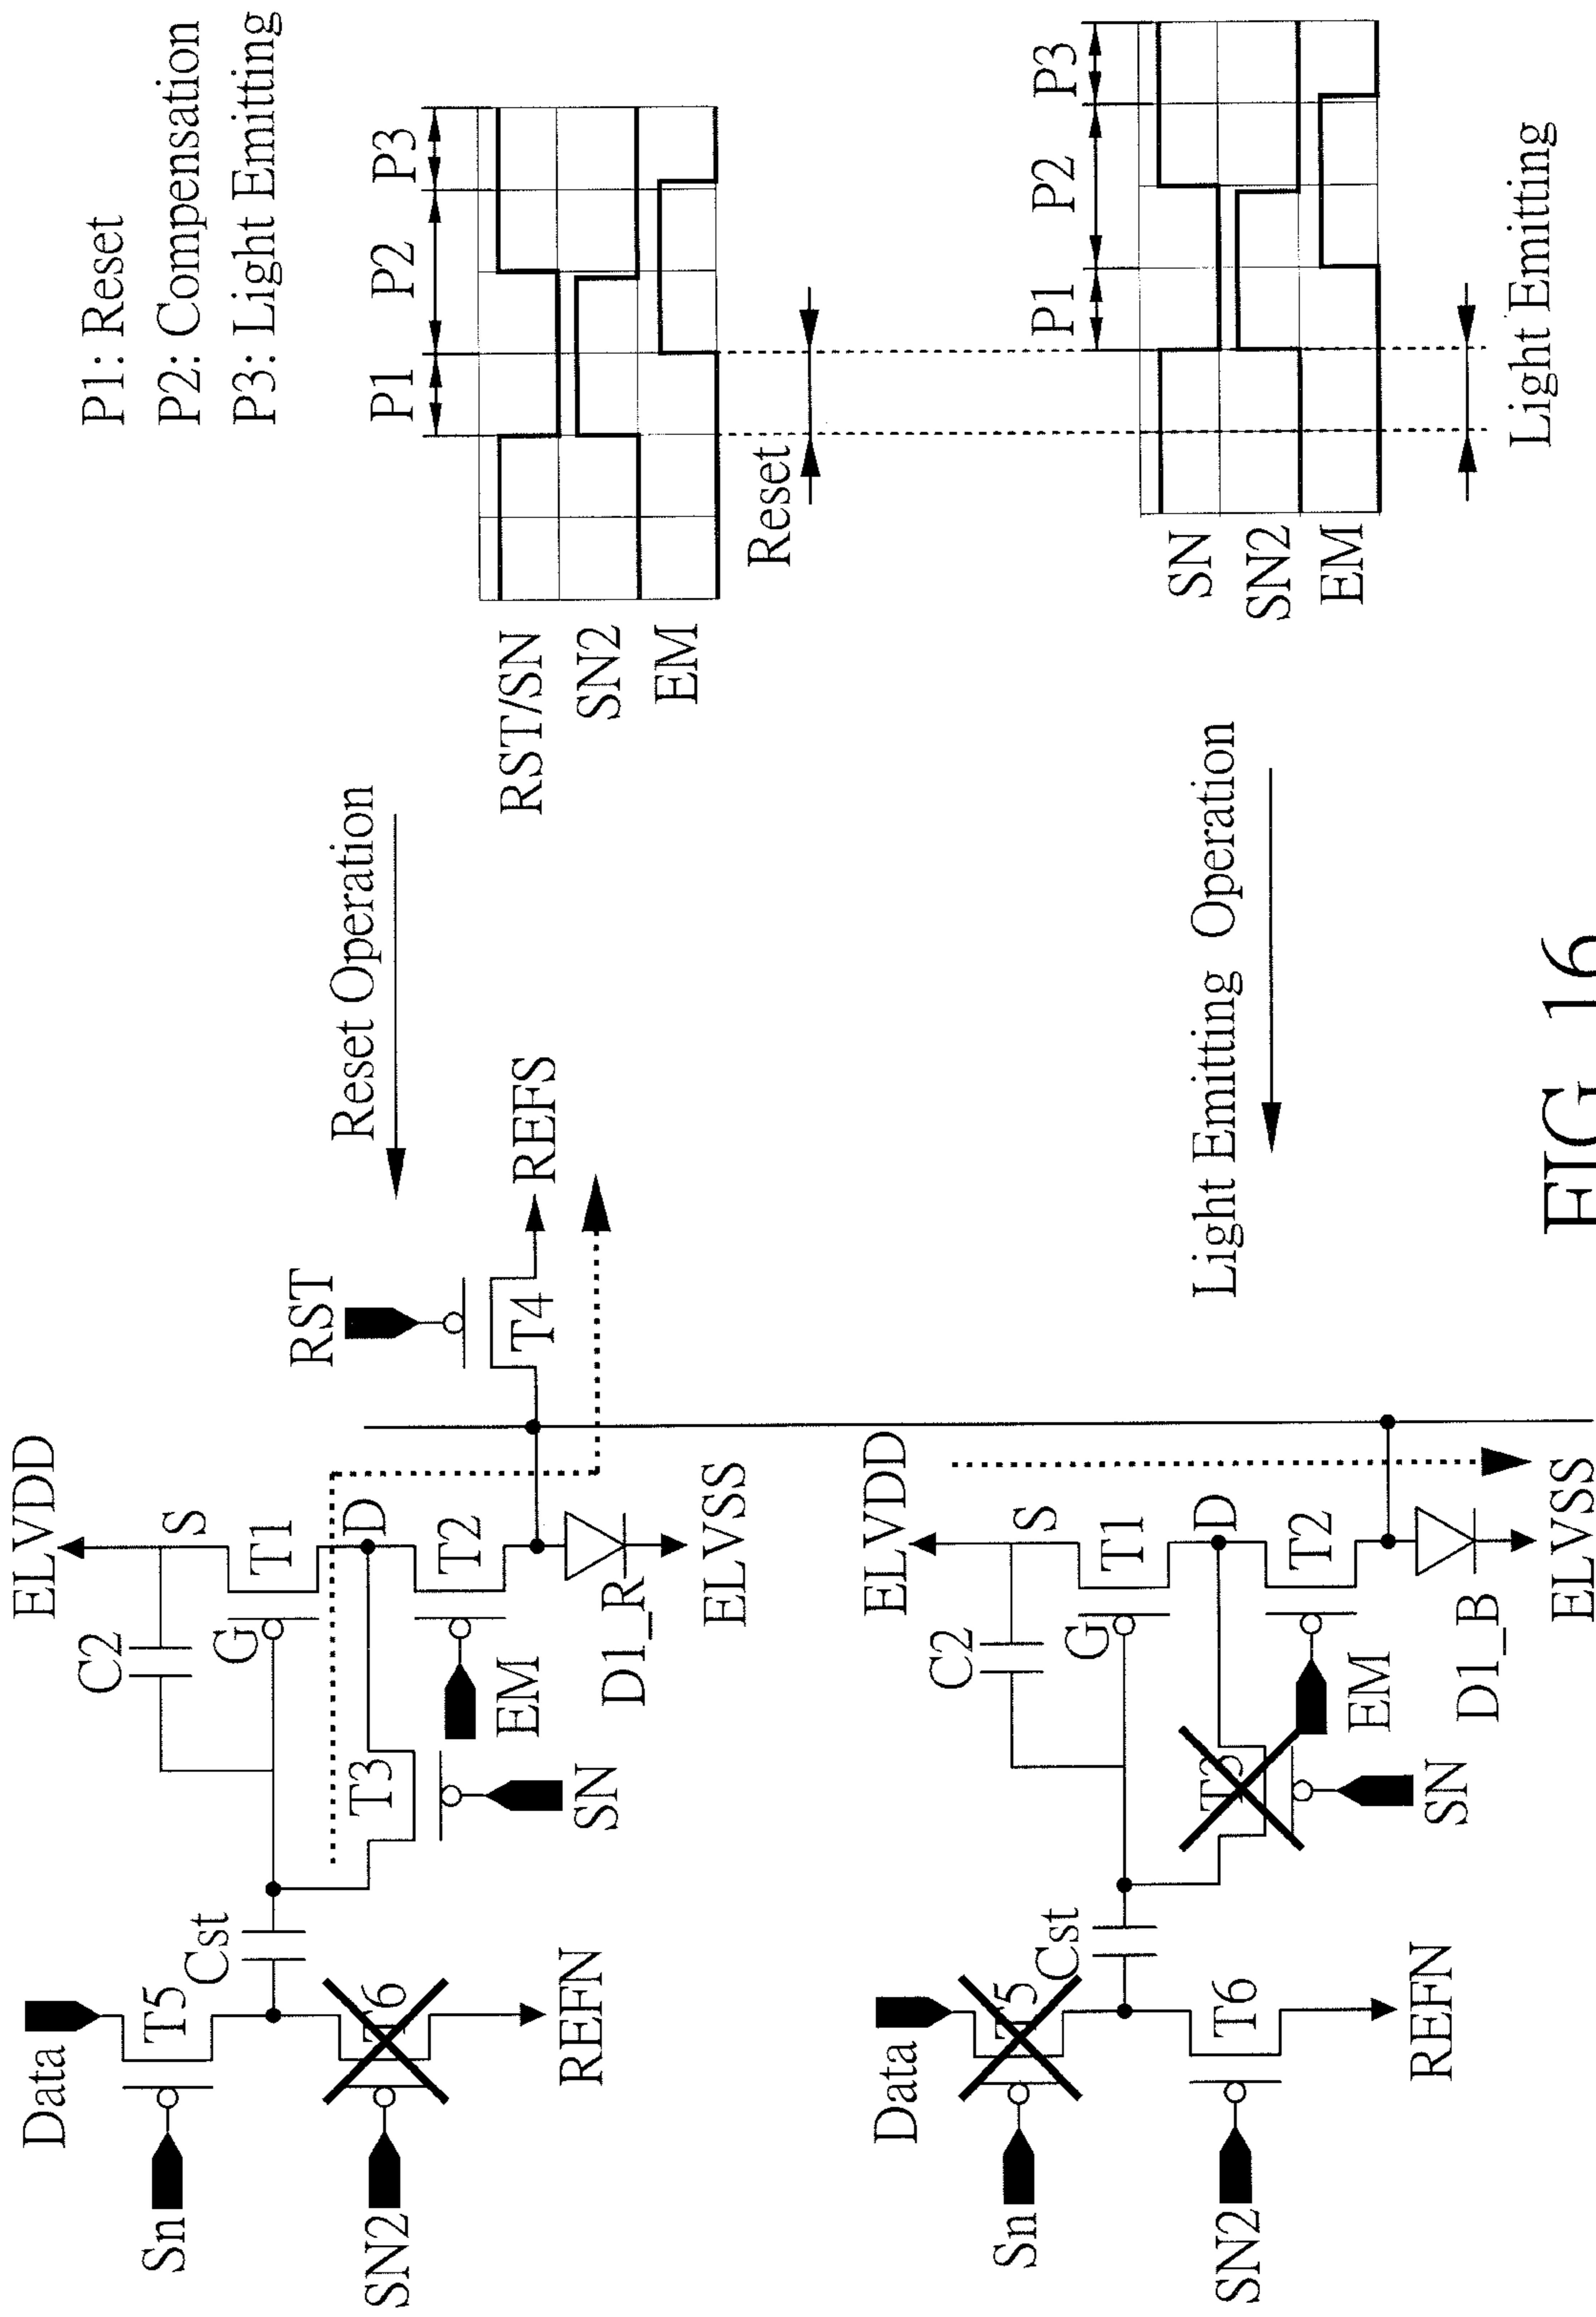 P1: Reset
P2: Compensation
P3: Light Emitting
ELVDD
Data
C2
S
Sn
T5
Cst
G
T1
RST
Reset Operation
P1
P2
P3
RST/SN
SN2
T6
T3
D
T4
REFS
SN2
EM
T2
EM
SN
REFN
D1_R
ELVSS
Reset
ELVDD
Data
C2
S
Sn
T5
Cst
G
T1
P1
P2
P3
SN
SN2
T6
T3
D
Light Emitting Operation
SN2
EM
T2
EM
SN
REFN
D1_B
ELVSS
Light Emitting
FIG. 16